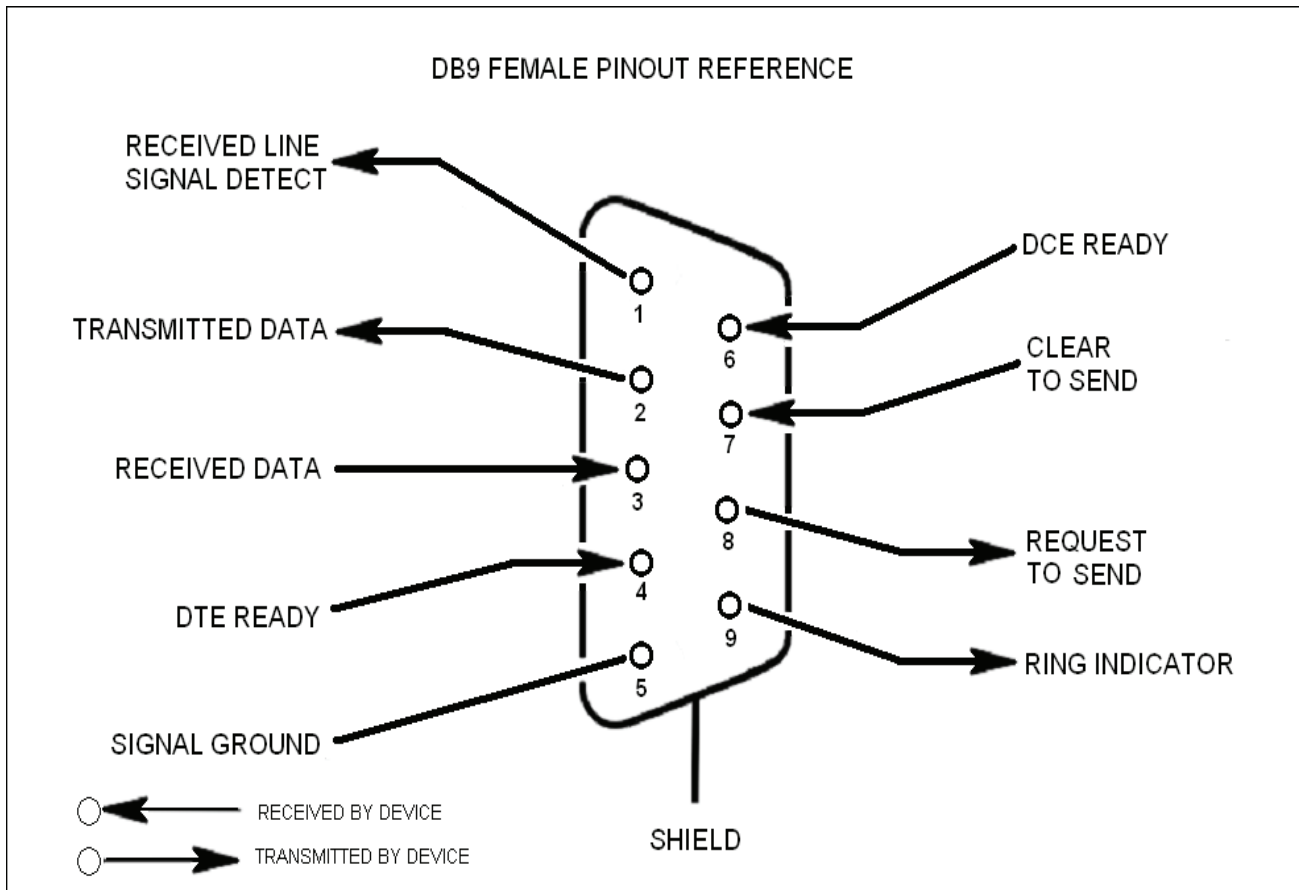 DB9 FEMALE PINOUT REFERENCE
RECEIVED LINE
SIGNAL DETECT
TRANSMITTED DATA
RECEIVED DATA
DTE READY
SIGNAL GROUND
1
2
3
4
5
6
7
8
9
DCE READY
CLEAR
TO SEND
REQUEST
TO SEND
RING INDICATOR
SHIELD
RECEIVED BY DEVICE
TRANSMITTED BY DEVICE